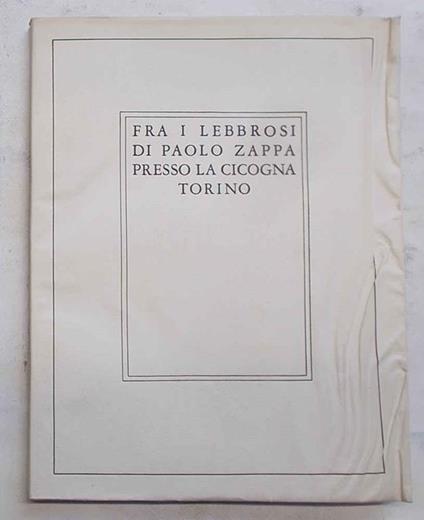 FRA I LEBBROSI
DI PAOLO ZAPPA
PRESSO LA CICOGNA
TORINO